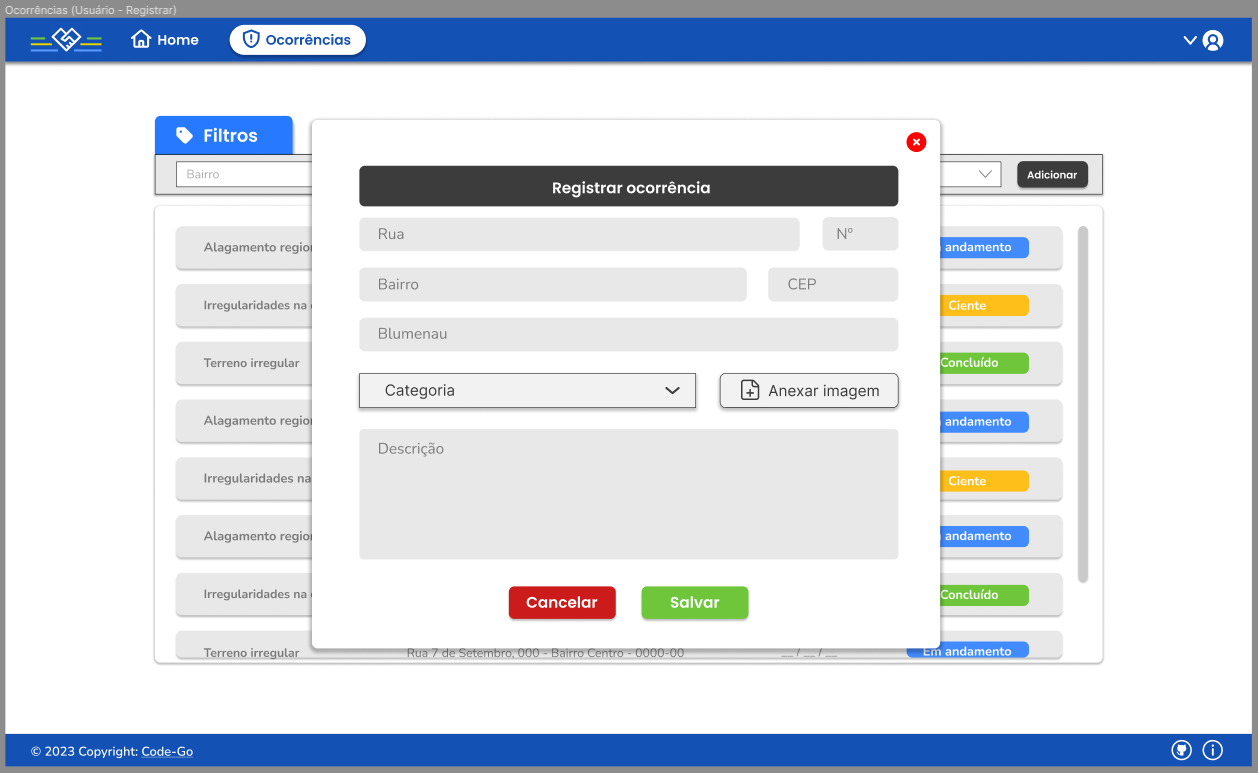 Ocorrências (Usuário - Registrar)
Home
Ocorrências
Filtros
Bairro
Adicionar
Registrar ocorrência
Rua
Nº
Bairro
CEP
Blumenau
Categoria
Anexar imagem
Descrição
Cancelar
Salvar
Alagamento region
andamento
Irregularidades na
Ciente
Terreno irregular
Concluído
Alagamento region
andamento
Irregularidades na
Ciente
Alagamento region
andamento
Irregularidades na
Concluído
Terreno irregular
Rua 7 de Setembro, 000 - Bairro Centro - 0000-00
__ / __ / __
Em andamento
© 2023 Copyright: Code-Go